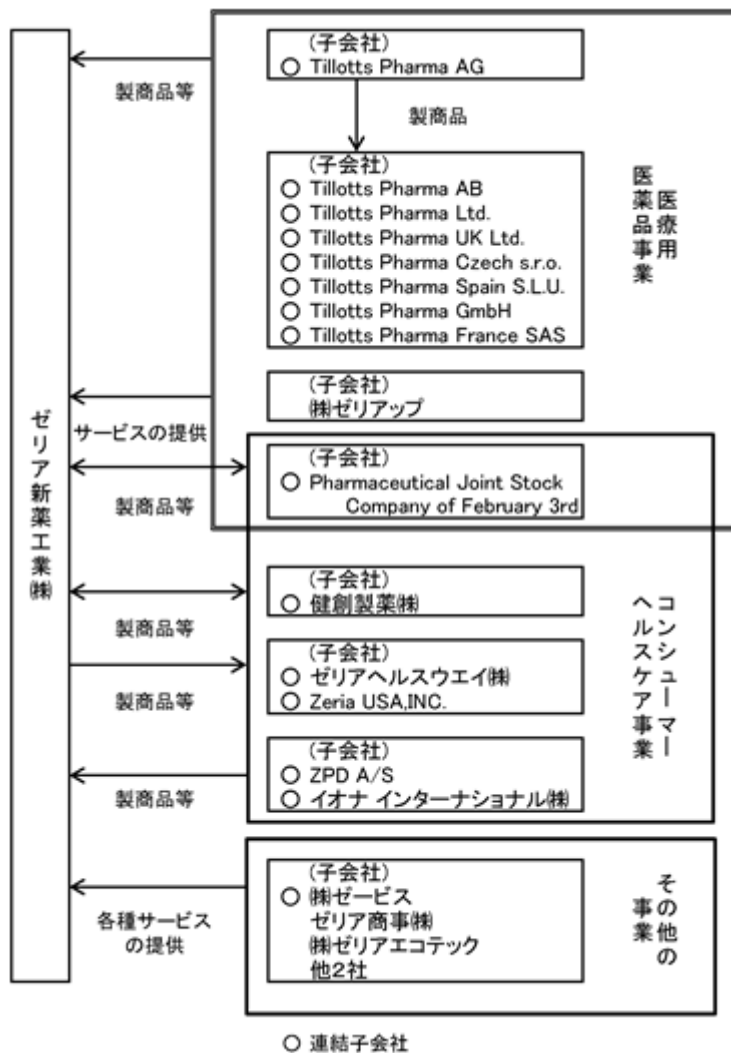 ゼリア新薬工業㈱
(子会社)
○ Tillotts Pharma AG
製商品等
製商品
(子会社)
○ Tillotts Pharma AB
○ Tillotts Pharma Ltd.
○ Tillotts Pharma UK Ltd.
○ Tillotts Pharma Czech s.r.o.
○ Tillotts Pharma Spain S.L.U.
○ Tillotts Pharma GmbH
○ Tillotts Pharma France SAS
医療用
医薬品事業
(子会社)
㈱ゼリアップ
サービスの提供
(子会社)
○ Pharmaceutical Joint Stock
Company of February 3rd
製商品等
(子会社)
○ 健創製薬㈱
製商品等
(子会社)
○ ゼリアヘルスウエイ㈱
○ Zeria USA,INC.
製商品等
コンシューマー
ヘルスケア事業
(子会社)
○ ZPD A/S
○ イオナ インターナショナル㈱
製商品等
(子会社)
○ ㈱ゼービス
ゼリア商事㈱
㈱ゼリアエコテック
他2社
各種サービス
の提供
その他の
事業
○ 連結子会社